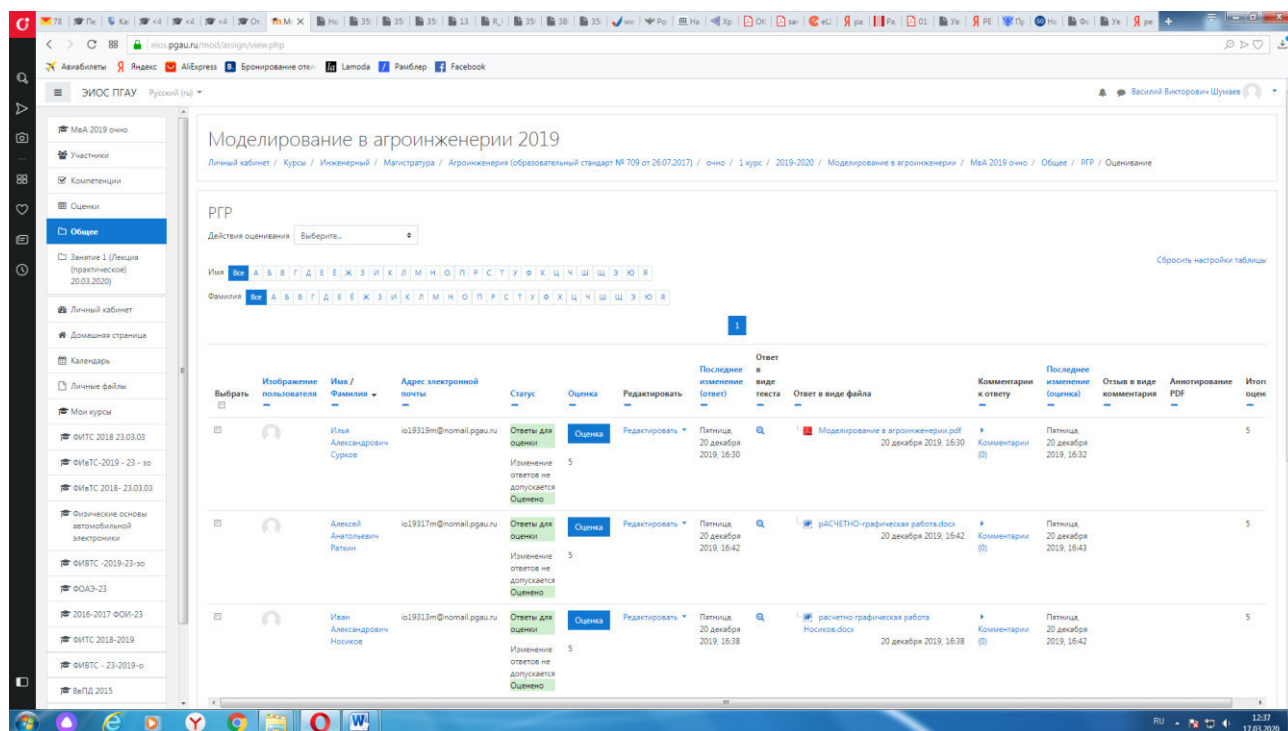 eios.pgau.ru/mod/assign/view.php
Авиабилеты Яндекс AliExpress Бронирование отел Lamoda Рамблер Facebook
ЭИОС ПГАУ Русский (ru)
Василий Викторович Шумаев
МвА 2019 очно
Участники
Компетенции
Оценки
Общее
Занятие 1 (Лекция
(практическое)
20.03.2020)
Личный кабинет
Домашняя страница
Календарь
Личные файлы
Мои курсы
ФИТС 2018 23.03.03
ФИвТС-2019 - 23 - зо
ФИвТС 2018- 23.03.03
Физические основы
автомобильной
электроники
ФИВТС -2019-23-зо
ФОАЭ-23
2016-2017 ФОИ-23
ФИТС 2018-2019
ФИВТС - 23-2019-о
ВвПД 2015
Моделирование в агроинженерии 2019
Личный кабинет / Курсы / Инженерный / Магистратура / Агроинженерия (образовательный стандарт № 709 от 26.07.2017) / очно / 1 курс / 2019-2020 / Моделирование в агроинженерии / МвА 2019 очно / Общее / РГР / Оценивание
РГР
Действия оценивания Выберите...
Сбросить настройки таблицы
Имя Все А Б В Г Д Е Ё Ж З И К Л М Н О П Р С Т У Ф Х Ц Ч Ш Щ Э Ю Я
Фамилия Все А Б В Г Д Е Ё Ж З И К Л М Н О П Р С Т У Ф Х Ц Ч Ш Щ Э Ю Я
1
Выбрать
Изображение
пользователя
Имя /
Фамилия
Адрес электронной
почты
Статус
Оценка
Редактировать
Последнее
изменение
(ответ)
Ответ
в
виде
текста
Ответ в виде файла
Комментарии
к ответу
Последнее
изменение
(оценка)
Отзыв в виде
комментария
Аннотирование
PDF
Итого
оцен
Илья
Александрович
Сурков
io19319m@nomail.pgau.ru
Ответы для
оценки
Изменение
ответов не
допускается
Оценено
Оценка
5
Редактировать
Пятница,
20 декабря
2019, 16:30
Моделирование в агроинженерии.pdf
20 декабря 2019, 16:30
Комментарии
(0)
Пятница,
20 декабря
2019, 16:32
5
Алексей
Анатольевич
Раткин
io19317m@nomail.pgau.ru
Ответы для
оценки
Изменение
ответов не
допускается
Оценено
Оценка
5
Редактировать
Пятница,
20 декабря
2019, 16:42
рАСЧЕТНО-графическая работа.docx
20 декабря 2019, 16:42
Комментарии
(0)
Пятница,
20 декабря
2019, 16:43
5
Иван
Александрович
Носиков
io19313m@nomail.pgau.ru
Ответы для
оценки
Изменение
ответов не
допускается
Оценено
Оценка
5
Редактировать
Пятница,
20 декабря
2019, 16:38
расчетно графическая работа
Носиков.docx
20 декабря 2019, 16:38
Комментарии
(0)
Пятница,
20 декабря
2019, 16:42
5
RU
12:37
17.03.2020